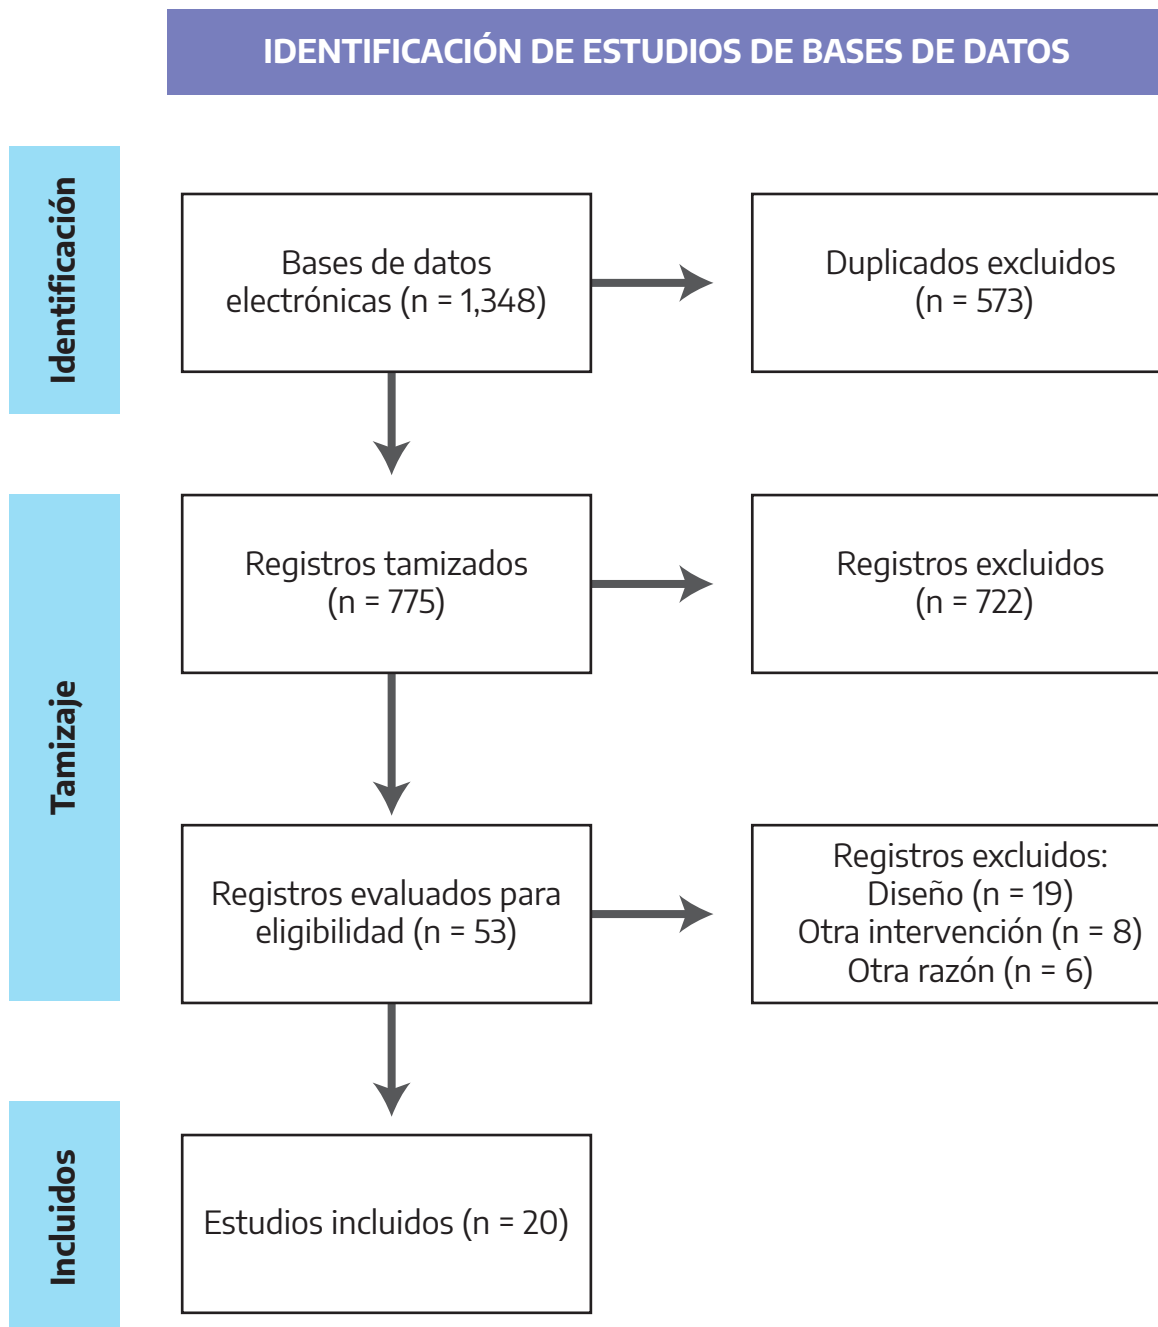 IDENTIFICACIÓN DE ESTUDIOS DE BASES DE DATOS
Identificación
Bases de datos
electrónicas (n = 1,348)
Duplicados excluidos
(n = 573)
Tamizaje
Registros tamizados
(n = 775)
Registros excluidos
(n = 722)
Registros evaluados para
eligibilidad (n = 53)
Registros excluidos:
Diseño (n = 19)
Otra intervención (n = 8)
Otra razón (n = 6)
Incluidos
Estudios incluidos (n = 20)